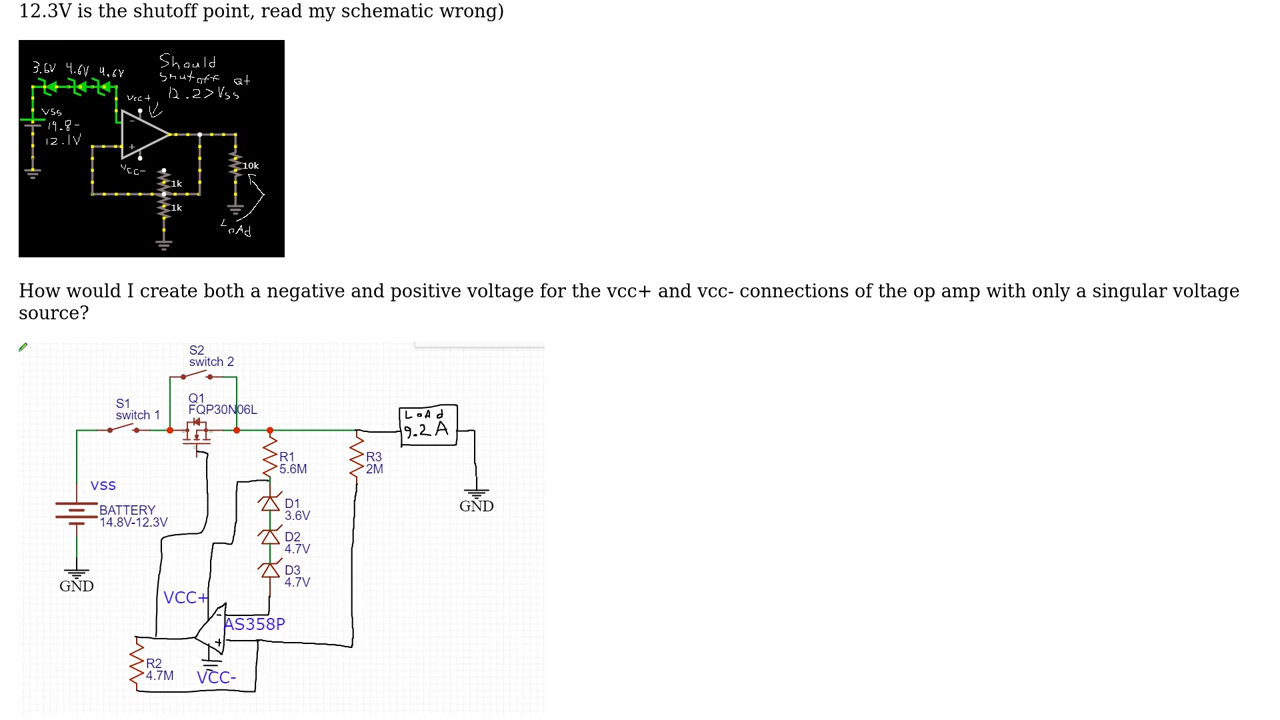 12.3V is the shutoff point, read my schematic wrong)
3.6V 4.6V 4.6V
Should
shutoff at
12.2>Vss
Vcc+
Vss
14.8-
12.1V
-
+
Vcc-
10k
1k
1k
LOAd
How would I create both a negative and positive voltage for the vcc+ and vcc- connections of the op amp with only a singular voltage
source?
S2
switch 2
S1
switch 1
Q1
FQP30N06L
LOAd
9.2A
R1
5.6M
R3
2M
vss
BATTERY
14.8V-12.3V
GND
D1
3.6V
D2
4.7V
D3
4.7V
GND
VCC+
-
AS358P
+
R2
4.7M
VCC-